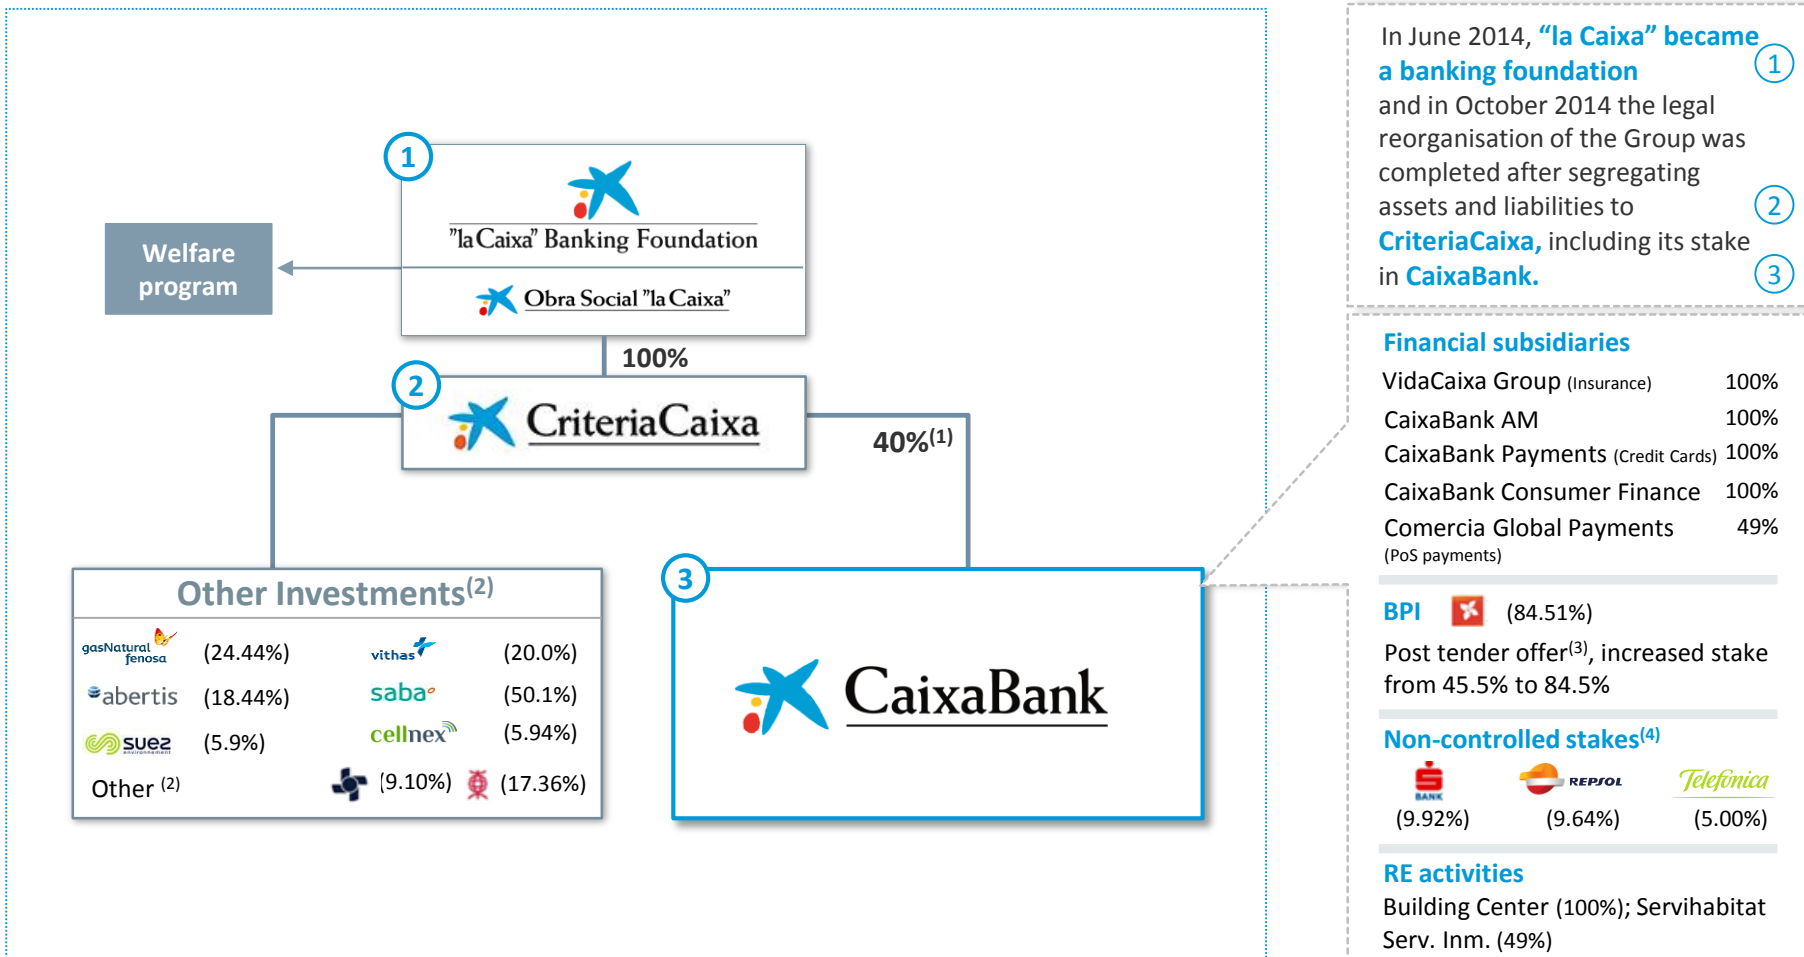 1
"la Caixa" Banking Foundation
Obra Social "la Caixa"
Welfare
program
100%
2
CriteriaCaixa
40%(1)
Other Investments(2)
gasNatural
fenosa
(24.44%)
vithas
(20.0%)
abertis
(18.44%)
saba
(50.1%)
suez
environnement
(5.9%)
cellnex
(5.94%)
Other (2)
(9.10%)
(17.36%)
3
CaixaBank
In June 2014, “la Caixa” became
a banking foundation
1
and in October 2014 the legal
reorganisation of the Group was
completed after segregating
assets and liabilities to
2
CriteriaCaixa, including its stake
in CaixaBank.
3
Financial subsidiaries
VidaCaixa Group (Insurance) 100%
CaixaBank AM 100%
CaixaBank Payments (Credit Cards) 100%
CaixaBank Consumer Finance 100%
Comercia Global Payments 49%
(PoS payments)
BPI (84.51%)
Post tender offer(3), increased stake
from 45.5% to 84.5%
Non-controlled stakes(4)
BANK
REPSOL
Telefónica
(9.92%) (9.64%) (5.00%)
RE activities
Building Center (100%); Servihabitat
Serv. Inm. (49%)